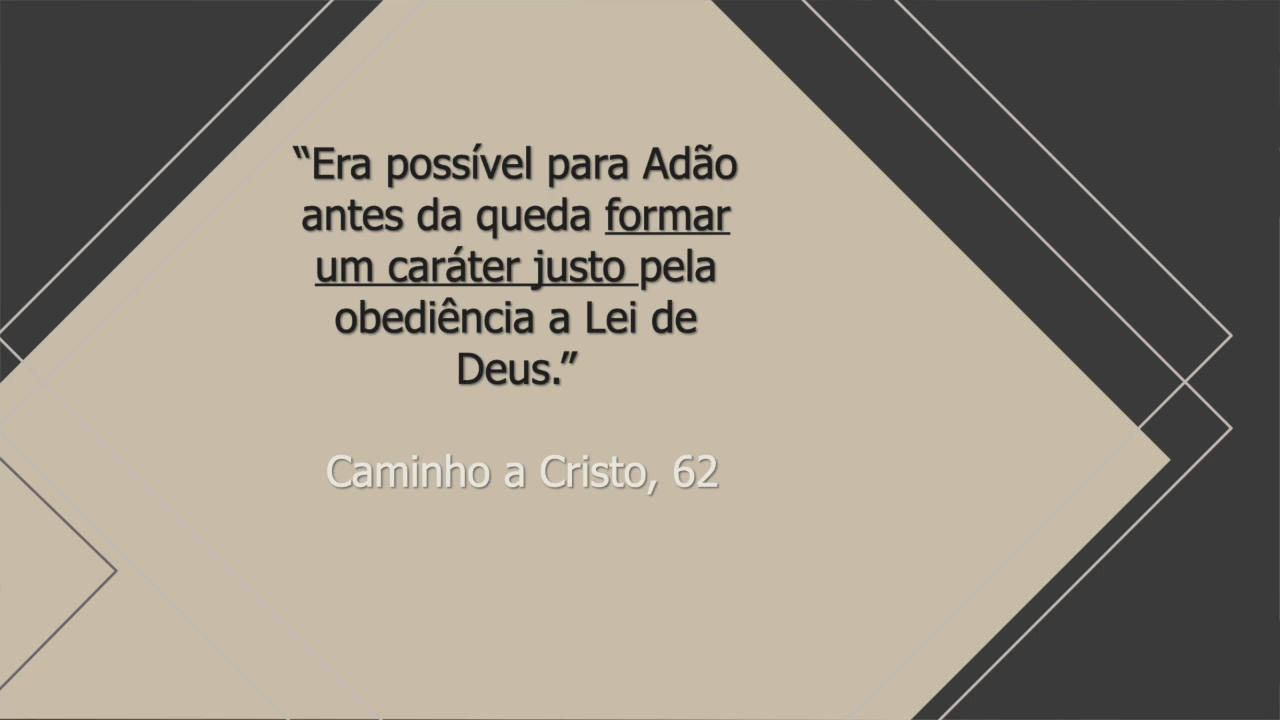 “Era possível para Adão
antes da queda formar
um caráter justo pela
obediência a Lei de
Deus.”
Caminho a Cristo, 62